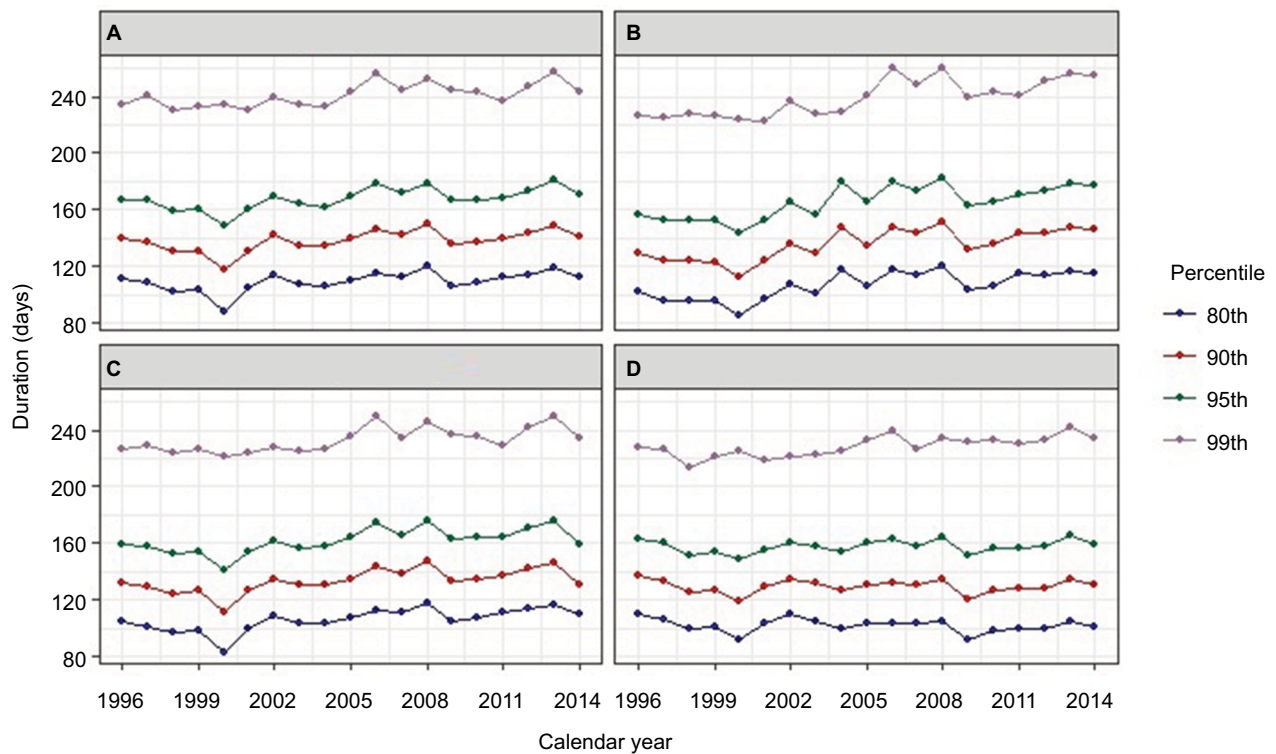 A
B
240
200
160
120
80
C
D
240
200
160
120
80
Duration (days)
1996 1999 2002 2005 2008 2011 2014
1996 1999 2002 2005 2008 2011 2014
Calendar year
Percentile
80th
90th
95th
99th